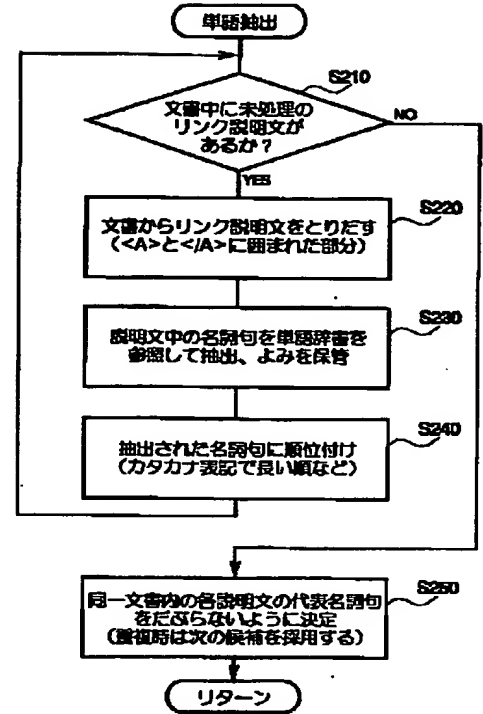 単語抽出
S210
文書中に未処理の
リンク説明文が
あるか？
NO
YES
S220
文書からリンク説明文をとりだす
（<A>と</A>に囲まれた部分）
S230
説明文中の名詞句を単語辞書を
参照して抽出、よみを保管
S240
抽出された名詞句に順位付け
（カタカナ表記で長い順など）
S250
同一文書内の各説明文の代表名詞句
をだぶらないように決定
（重複時は次の候補を採用する）
リターン